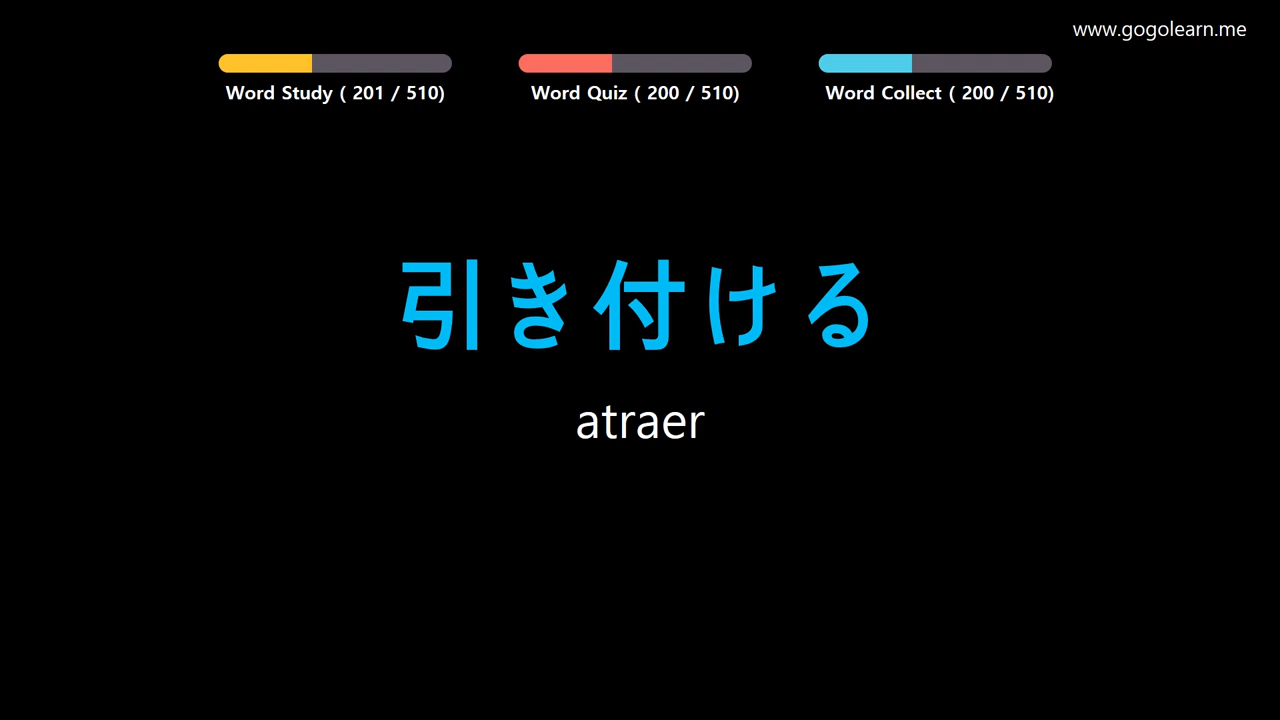 www.gogolearn.me
Word Study ( 201 / 510)
Word Quiz ( 200 / 510)
Word Collect ( 200 / 510)
引き付ける
atraer